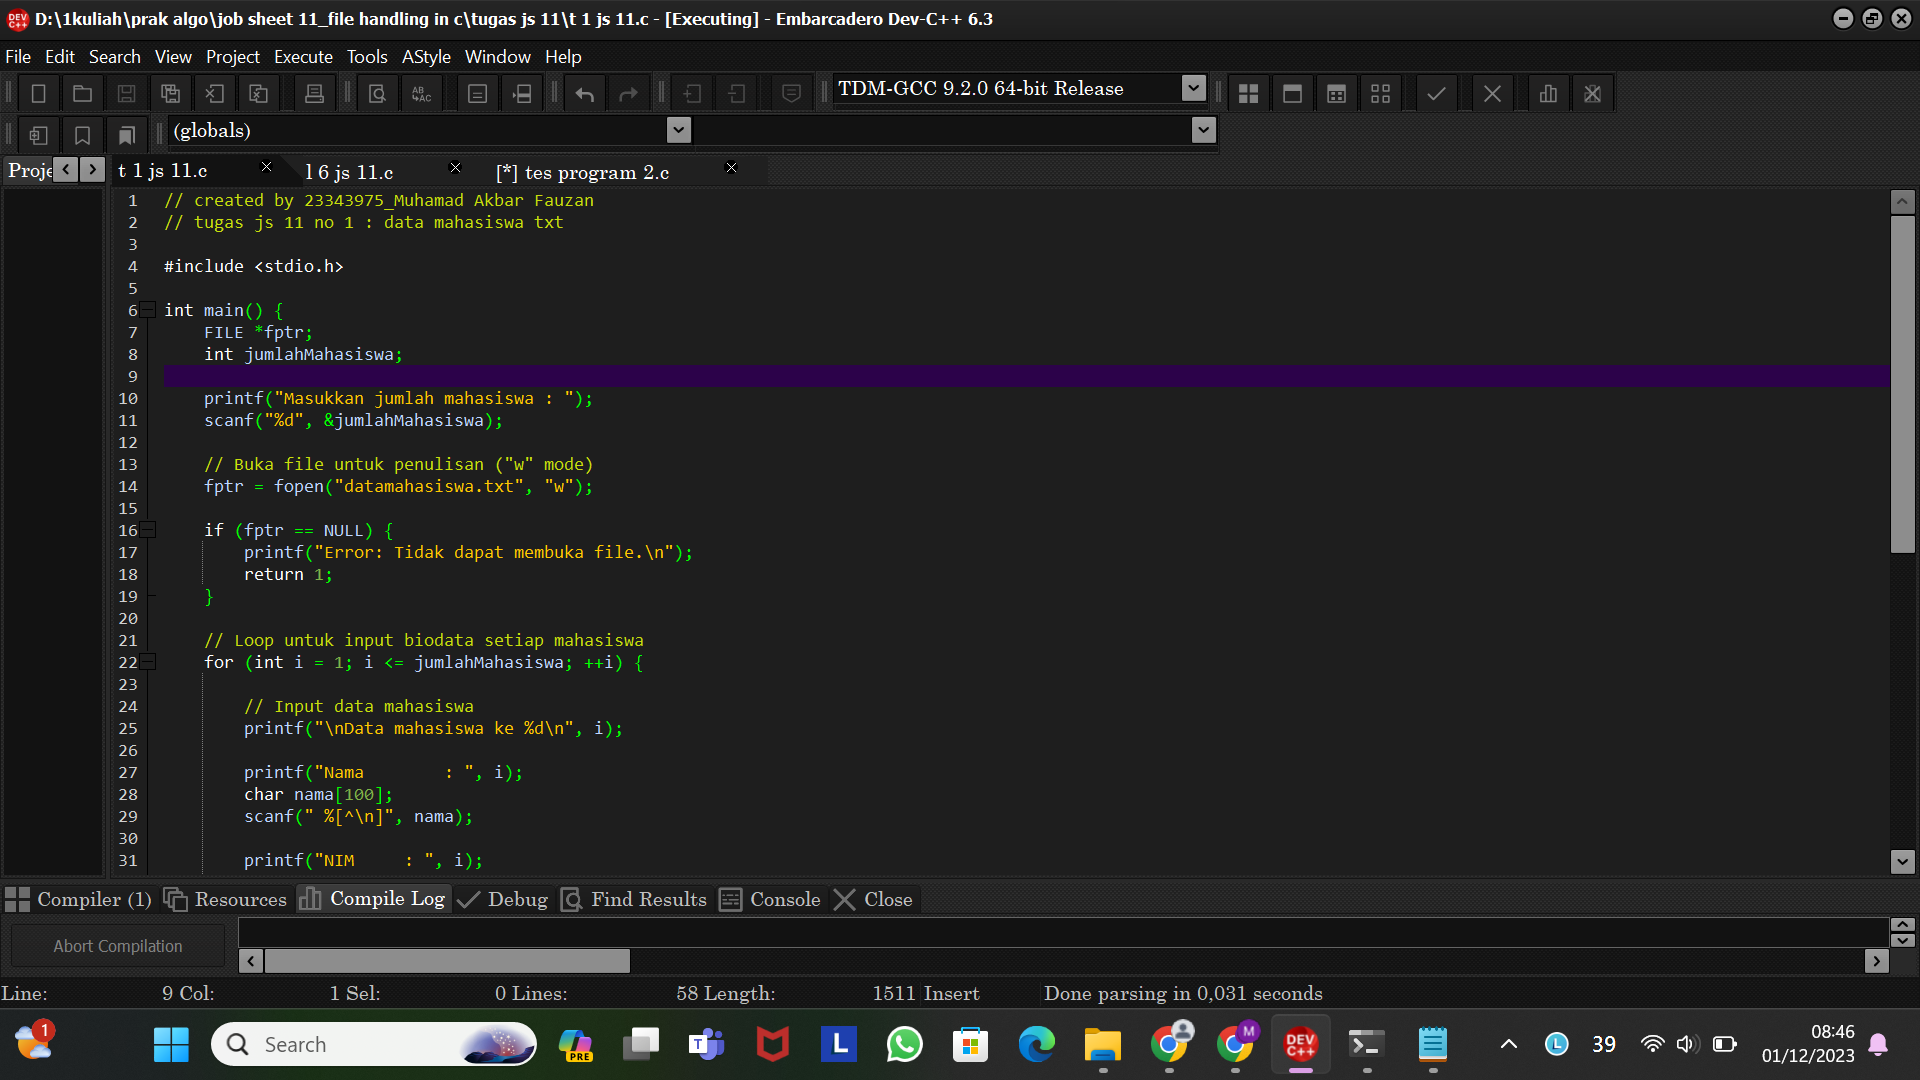 D:\1kuliah\prak algo\job sheet 11_file handling in c\tugas js 11\t 1 js 11.c - [Executing] - Embarcadero Dev-C++ 6.3
File Edit Search View Project Execute Tools AStyle Window Help
TDM-GCC 9.2.0 64-bit Release
(globals)
Proje t 1 js 11.c l 6 js 11.c [*] tes program 2.c
1 // created by 23343975_Muhamad Akbar Fauzan
2 // tugas js 11 no 1 : data mahasiswa txt
3
4 #include <stdio.h>
5
6 int main() {
7 FILE *fptr;
8 int jumlahMahasiswa;
9
10 printf("Masukkan jumlah mahasiswa : ");
11 scanf("%d", &jumlahMahasiswa);
12
13 // Buka file untuk penulisan ("w" mode)
14 fptr = fopen("datamahasiswa.txt", "w");
15
16 if (fptr == NULL) {
17 printf("Error: Tidak dapat membuka file.\n");
18 return 1;
19 }
20
21 // Loop untuk input biodata setiap mahasiswa
22 for (int i = 1; i <= jumlahMahasiswa; ++i) {
23
24 // Input data mahasiswa
25 printf("\nData mahasiswa ke %d\n", i);
26
27 printf("Nama        : ", i);
28 char nama[100];
29 scanf(" %[^\n]", nama);
30
31 printf("NIM     : ", i);
Compiler (1) Resources Compile Log Debug Find Results Console Close
Abort Compilation
Line: 9 Col: 1 Sel: 0 Lines: 58 Length: 1511 Insert Done parsing in 0,031 seconds
1 Search PRE T L M DEV C++ L 39 08:46
01/12/2023